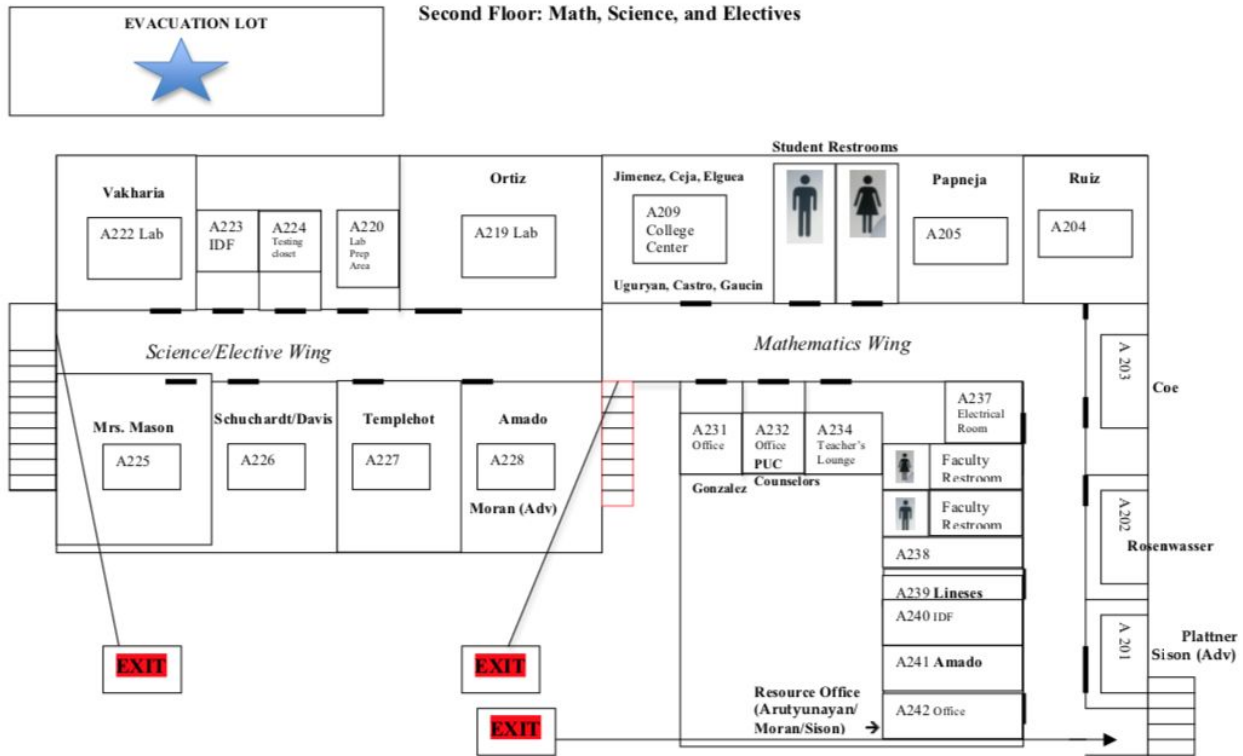 Second Floor: Math, Science, and Electives
EVACUATION LOT
Student Restrooms
Vakharia
A222 Lab
A223
IDF
A224
Testing
closet
A220
Lab
Prep
Area
Ortiz
A219 Lab
Jimenez, Ceja, Elguea
A209
College
Center
Uguryan, Castro, Gaucin
Papneja
A205
Ruiz
A204
Science/Elective Wing
Mathematics Wing
A 203
Coe
Mrs. Mason
A225
Schuchardt/Davis
A226
Templehot
A227
Amado
A228
Moran (Adv)
A231
Office
Gonzalez
A232
Office
PUC
Counselors
A234
Teacher's
Lounge
A237
Electrical
Room
Faculty
Restroom
Faculty
Restroom
A238
A239 Lineses
A240 IDF
A241 Amado
A242 Office
Resource Office
(Arutyunayan/
Moran/Sison) →
A202
Rosenwasser
A 201
Plattner
Sison (Adv)
EXIT
EXIT
EXIT